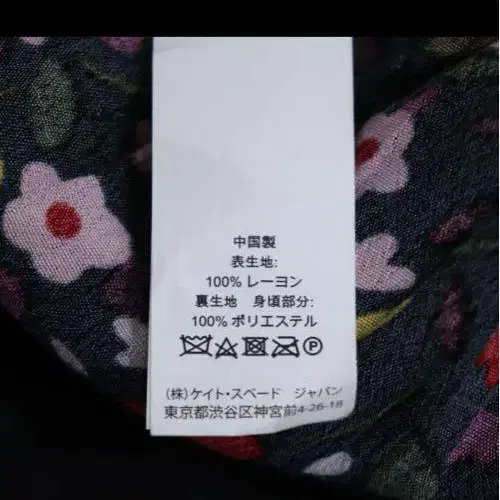 中国製
表生地:
100% レーヨン
裏生地 身頃部分:
100% ポリエステル
P
(株)ケイト・スペード ジャパン
東京都渋谷区神宮前4-26-18